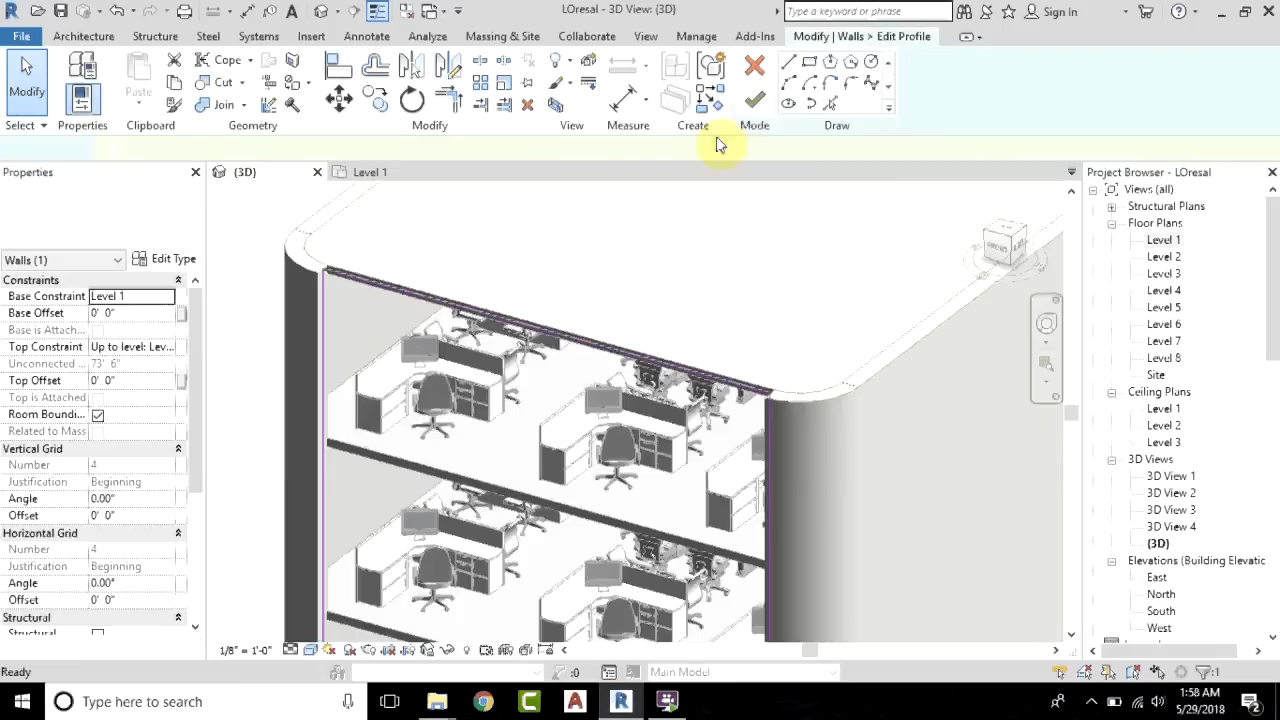 LOresal - 3D View: {3D}
Type a keyword or phrase
Sign In
File
Architecture
Structure
Steel
Systems
Insert
Annotate
Analyze
Massing & Site
Collaborate
View
Manage
Add-Ins
Modify | Walls > Edit Profile
Modify
Paste
Cope
Cut
Join
Select
Properties
Clipboard
Geometry
Modify
View
Measure
Create
Mode
Draw
Properties
{3D}
Level 1
Project Browser - LOresal
Walls (1)
Edit Type
Constraints
Base Constraint Level 1
Base Offset 0' 0"
Base is Attach...
Top Constraint Up to level: Lev...
Unconnected ... 73' 6"
Top Offset 0' 0"
Top is Attached...
Room Boundi...
Related to Mass
Vertical Grid
Number 4
Justification Beginning
Angle 0.00°
Offset 0' 0"
Horizontal Grid
Number 4
Justification Beginning
Angle 0.00°
Offset 0' 0"
Structural
Views (all)
Structural Plans
Floor Plans
Level 1
Level 2
Level 3
Level 4
Level 5
Level 6
Level 7
Level 8
Site
Ceiling Plans
Level 1
Level 2
Level 3
3D Views
3D View 1
3D View 2
3D View 3
3D View 4
{3D}
Elevations (Building Elevatic
East
North
South
West
1/8" = 1'-0"
Ready
:0
Main Model
:1
Type here to search
1:58 AM
5/29/2018
2